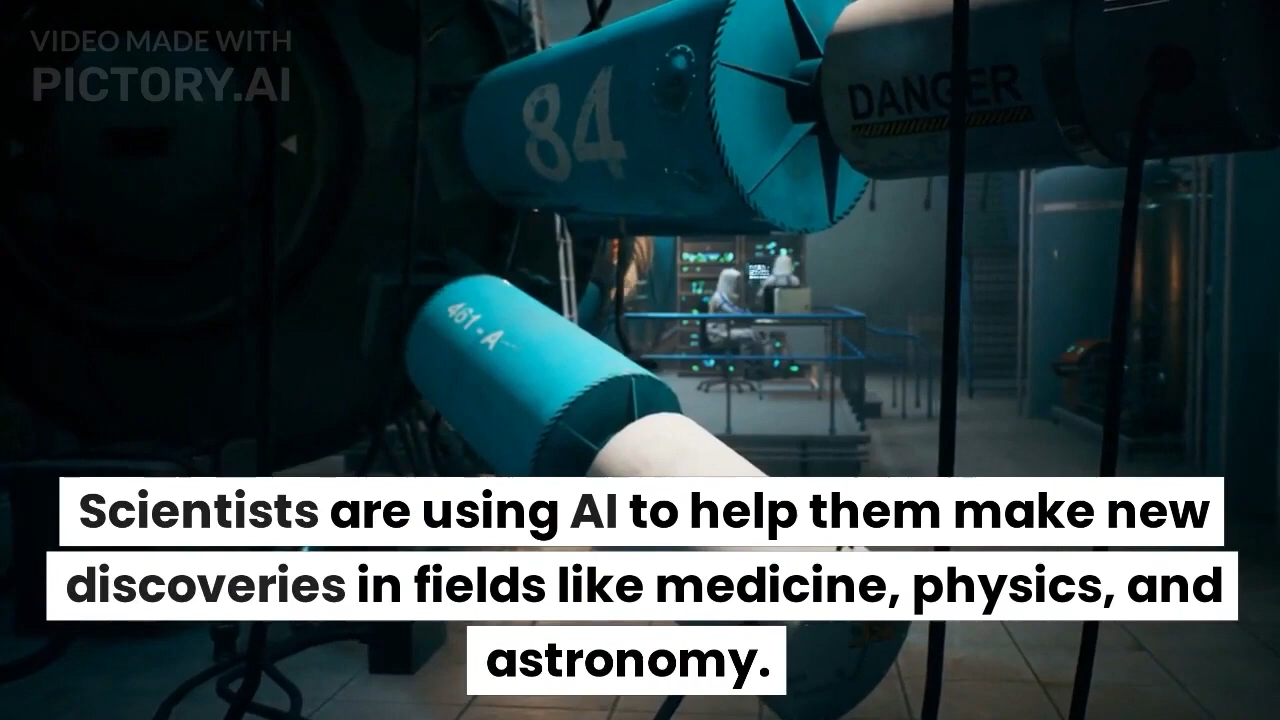 VIDEO MADE WITH
PICTORY.AI
84
DANGER
461-A
Scientists are using AI to help them make new
discoveries in fields like medicine, physics, and
astronomy.